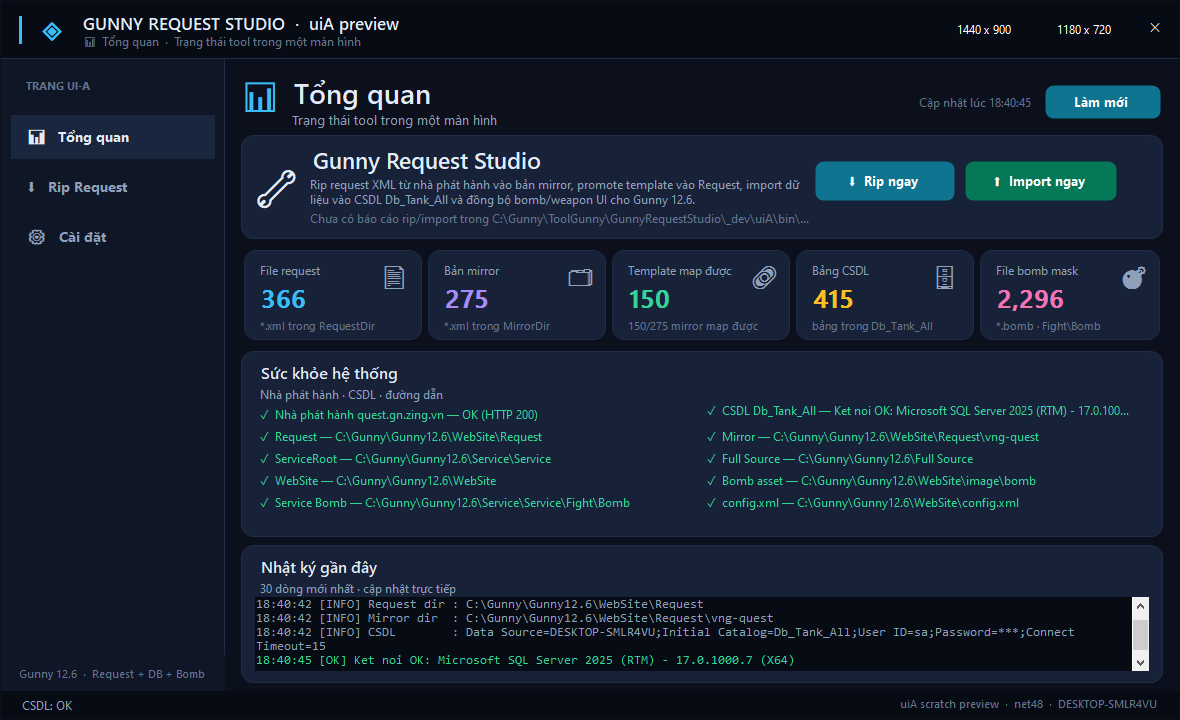 GUNNY REQUEST STUDIO · uiA preview
Tổng quan · Trạng thái tool trong một màn hình
1440 x 900
1180 x 720
TRANG UI-A
Tổng quan
Rip Request
Cài đặt
Gunny 12.6 · Request + DB + Bomb
Tổng quan
Trạng thái tool trong một màn hình
Cập nhật lúc 18:40:45
Làm mới
Gunny Request Studio
Rip request XML từ nhà phát hành vào bản mirror, promote template vào Request, import dữ
liệu vào CSDL Db_Tank_All và đồng bộ bomb/weapon UI cho Gunny 12.6.
Chưa có báo cáo rip/import trong C:\Gunny\ToolGunny\GunnyRequestStudio\_dev\uiA\bin\...
Rip ngay
Import ngay
File request
366
*.xml trong RequestDir
Bản mirror
275
*.xml trong MirrorDir
Template map được
150
150/275 mirror map được
Bảng CSDL
415
bảng trong Db_Tank_All
File bomb mask
2,296
*.bomb · Fight\Bomb
Sức khỏe hệ thống
Nhà phát hành · CSDL · đường dẫn
✓ Nhà phát hành quest.gn.zing.vn — OK (HTTP 200)
✓ CSDL Db_Tank_All — Ket noi OK: Microsoft SQL Server 2025 (RTM) - 17.0.100...
✓ Request — C:\Gunny\Gunny12.6\WebSite\Request
✓ Mirror — C:\Gunny\Gunny12.6\WebSite\Request\vng-quest
✓ ServiceRoot — C:\Gunny\Gunny12.6\Service\Service
✓ Full Source — C:\Gunny\Gunny12.6\Full Source
✓ WebSite — C:\Gunny\Gunny12.6\WebSite
✓ Bomb asset — C:\Gunny\Gunny12.6\WebSite\image\bomb
✓ Service Bomb — C:\Gunny\Gunny12.6\Service\Service\Fight\Bomb
✓ config.xml — C:\Gunny\Gunny12.6\WebSite\config.xml
Nhật ký gần đây
30 dòng mới nhất · cập nhật trực tiếp
18:40:42 [INFO] Request dir : C:\Gunny\Gunny12.6\WebSite\Request
18:40:42 [INFO] Mirror dir : C:\Gunny\Gunny12.6\WebSite\Request\vng-quest
18:40:42 [INFO] CSDL : Data Source=DESKTOP-SMLR4VU;Initial Catalog=Db_Tank_All;User ID=sa;Password=***;Connect
Timeout=15
18:40:45 [OK] Ket noi OK: Microsoft SQL Server 2025 (RTM) - 17.0.1000.7 (X64)
CSDL: OK
uiA scratch preview · net48 · DESKTOP-SMLR4VU